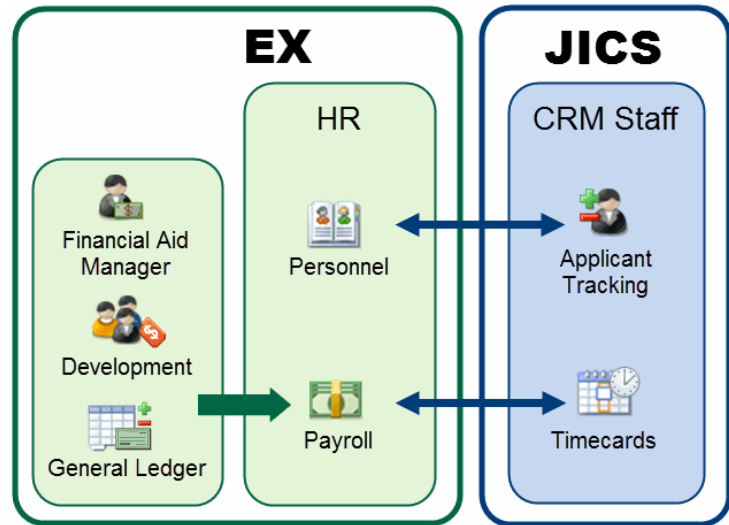 EX
JICS
HR
CRM Staff
Financial Aid
Manager
Development
General Ledger
Personnel
Payroll
Applicant
Tracking
Timecards